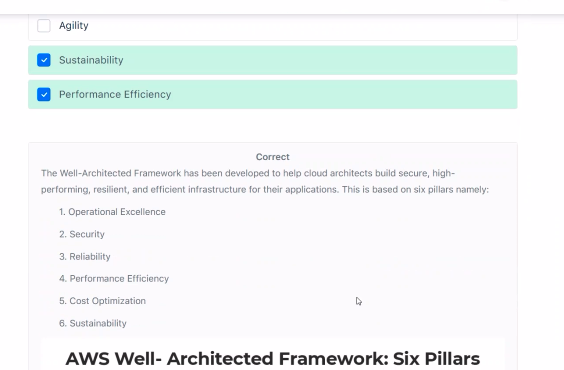 Agility
Sustainability
Performance Efficiency
Correct
The Well-Architected Framework has been developed to help cloud architects build secure, high-
performing, resilient, and efficient infrastructure for their applications. This is based on six pillars namely:
1. Operational Excellence
2. Security
3. Reliability
4. Performance Efficiency
5. Cost Optimization
6. Sustainability
AWS Well- Architected Framework: Six Pillars